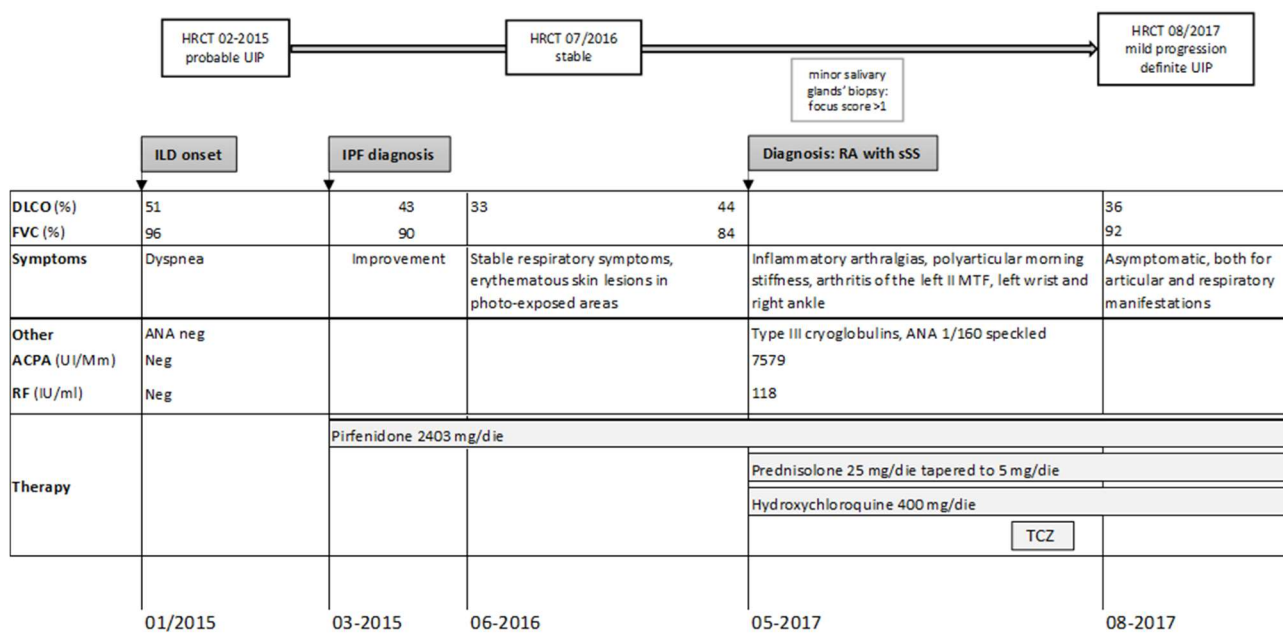 HRCT 02-2015
probable UIP
HRCT 07/2016
stable
HRCT 08/2017
mild progression
definite UIP
minor salivary
glands' biopsy:
focus score >1
ILD onset
IPF diagnosis
Diagnosis: RA with sSS
DLCO (%) 51 43 33 44 36
FVC (%) 96 90 84 92
Symptoms
Dyspnea
Improvement
Stable respiratory symptoms,
erythematous skin lesions in
photo-exposed areas
Inflammatory arthralgias, polyarticular morning
stiffness, arthritis of the left II MTF, left wrist and
right ankle
Asymptomatic, both for
articular and respiratory
manifestations
Other ANA neg Type III cryoglobulins, ANA 1/160 speckled
ACPA (UI/Mm) Neg 7579
RF (IU/ml) Neg 118
Therapy
Pirfenidone 2403 mg/die
Prednisolone 25 mg/die tapered to 5 mg/die
Hydroxychloroquine 400 mg/die
TCZ
01/2015 03-2015 06-2016 05-2017 08-2017